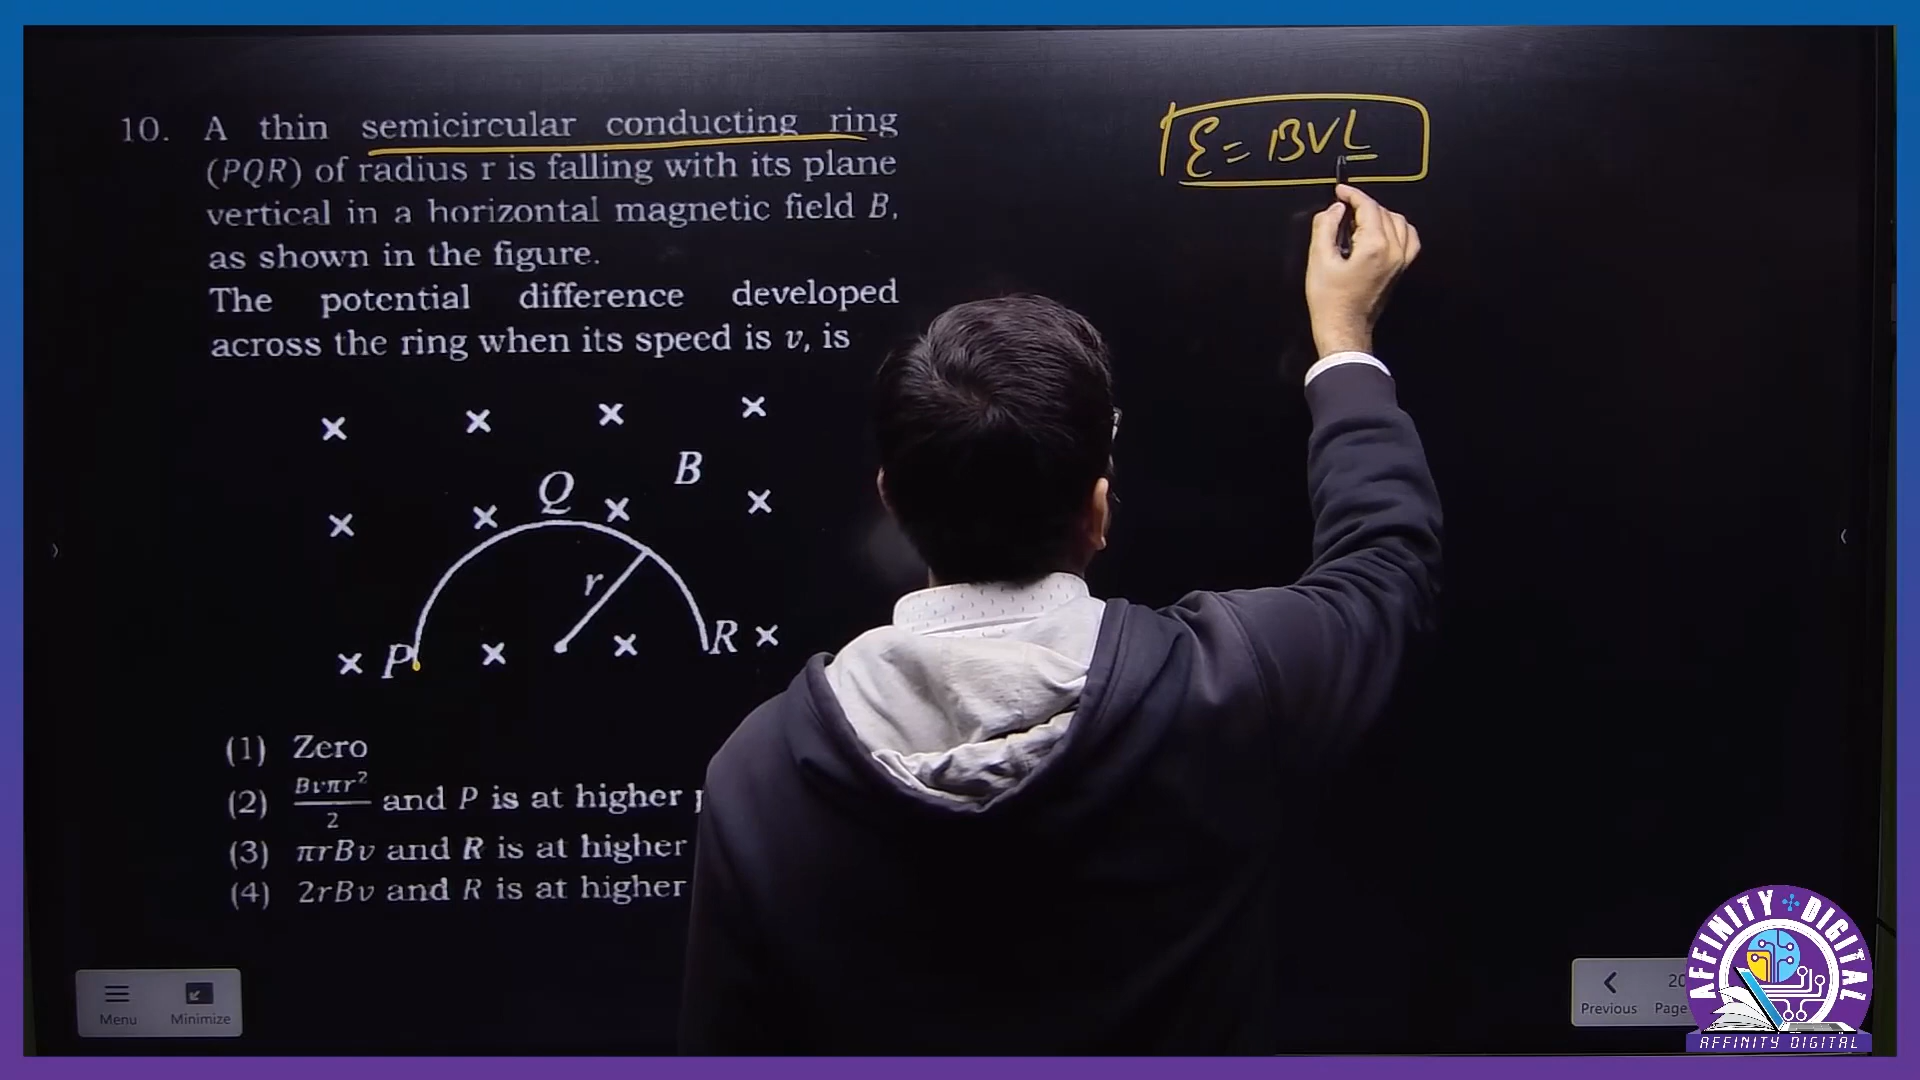 10. A thin semicircular conducting ring
(PQR) of radius r is falling with its plane
vertical in a horizontal magnetic field B,
as shown in the figure.
The potential difference developed
across the ring when its speed is v, is
ε = BVL
B
Q
r
P
R
(1) Zero
(2) Bvπr²/2 and P is at higher
(3) πrBv and R is at higher
(4) 2rBv and R is at higher
Menu
Minimize
Previous
Page
20
AFFINITY DIGITAL
AFFINITY DIGITAL